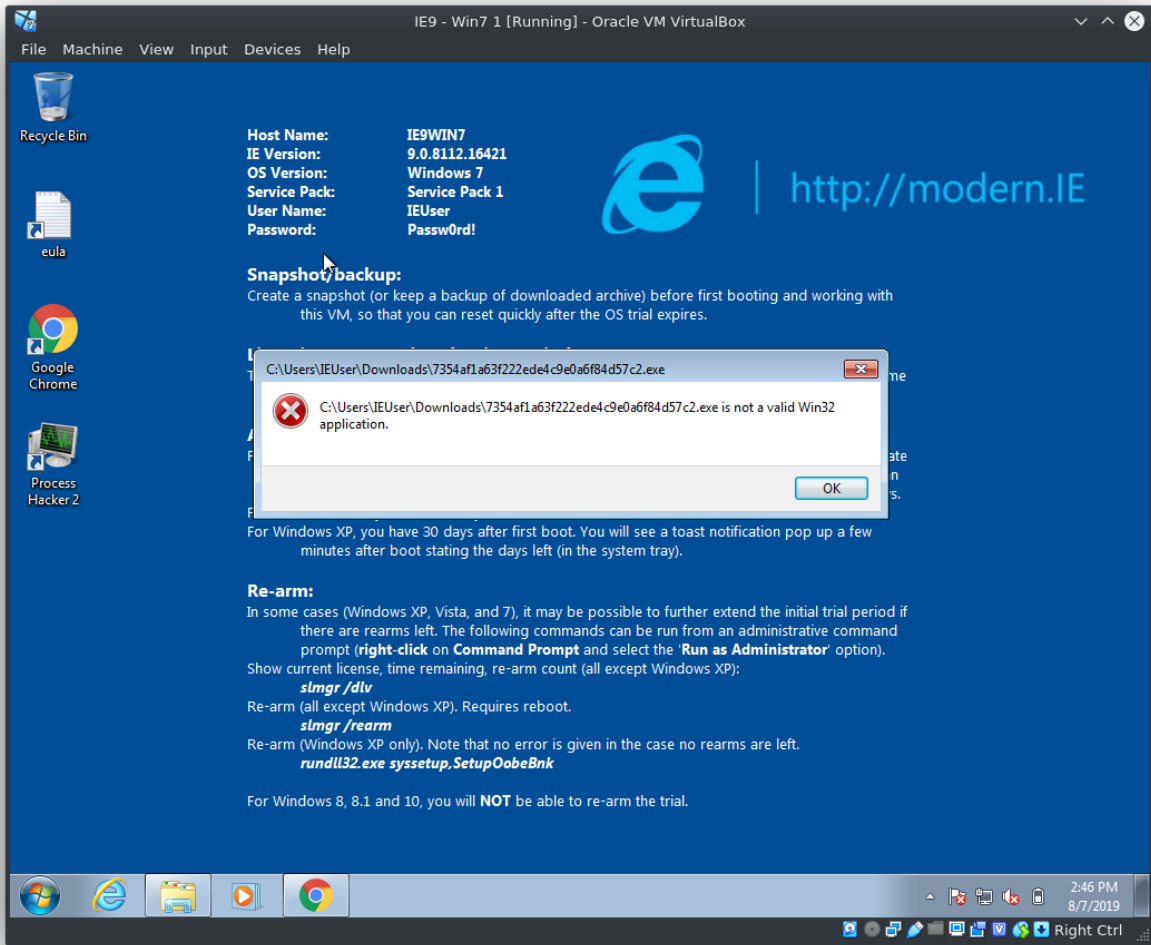 IE9 - Win7 1 [Running] - Oracle VM VirtualBox
File Machine View Input Devices Help
Recycle Bin
eula
Google
Chrome
Process
Hacker 2
Host Name: IE9WIN7
IE Version: 9.0.8112.16421
OS Version: Windows 7
Service Pack: Service Pack 1
User Name: IEUser
Password: Passw0rd!
http://modern.IE
Snapshot/backup:
Create a snapshot (or keep a backup of downloaded archive) before first booting and working with
this VM, so that you can reset quickly after the OS trial expires.
C:\Users\IEUser\Downloads\7354af1a63f222ede4c9e0a6f84d57c2.exe
C:\Users\IEUser\Downloads\7354af1a63f222ede4c9e0a6f84d57c2.exe is not a valid Win32
application.
OK
For Windows XP, you have 30 days after first boot. You will see a toast notification pop up a few
minutes after boot stating the days left (in the system tray).
Re-arm:
In some cases (Windows XP, Vista, and 7), it may be possible to further extend the initial trial period if
there are rearms left. The following commands can be run from an administrative command
prompt (right-click on Command Prompt and select the 'Run as Administrator' option).
Show current license, time remaining, re-arm count (all except Windows XP):
slmgr /dlv
Re-arm (all except Windows XP). Requires reboot.
slmgr /rearm
Re-arm (Windows XP only). Note that no error is given in the case no rearms are left.
rundll32.exe syssetup,SetupOobeBnk
For Windows 8, 8.1 and 10, you will NOT be able to re-arm the trial.
2:46 PM
8/7/2019
Right Ctrl